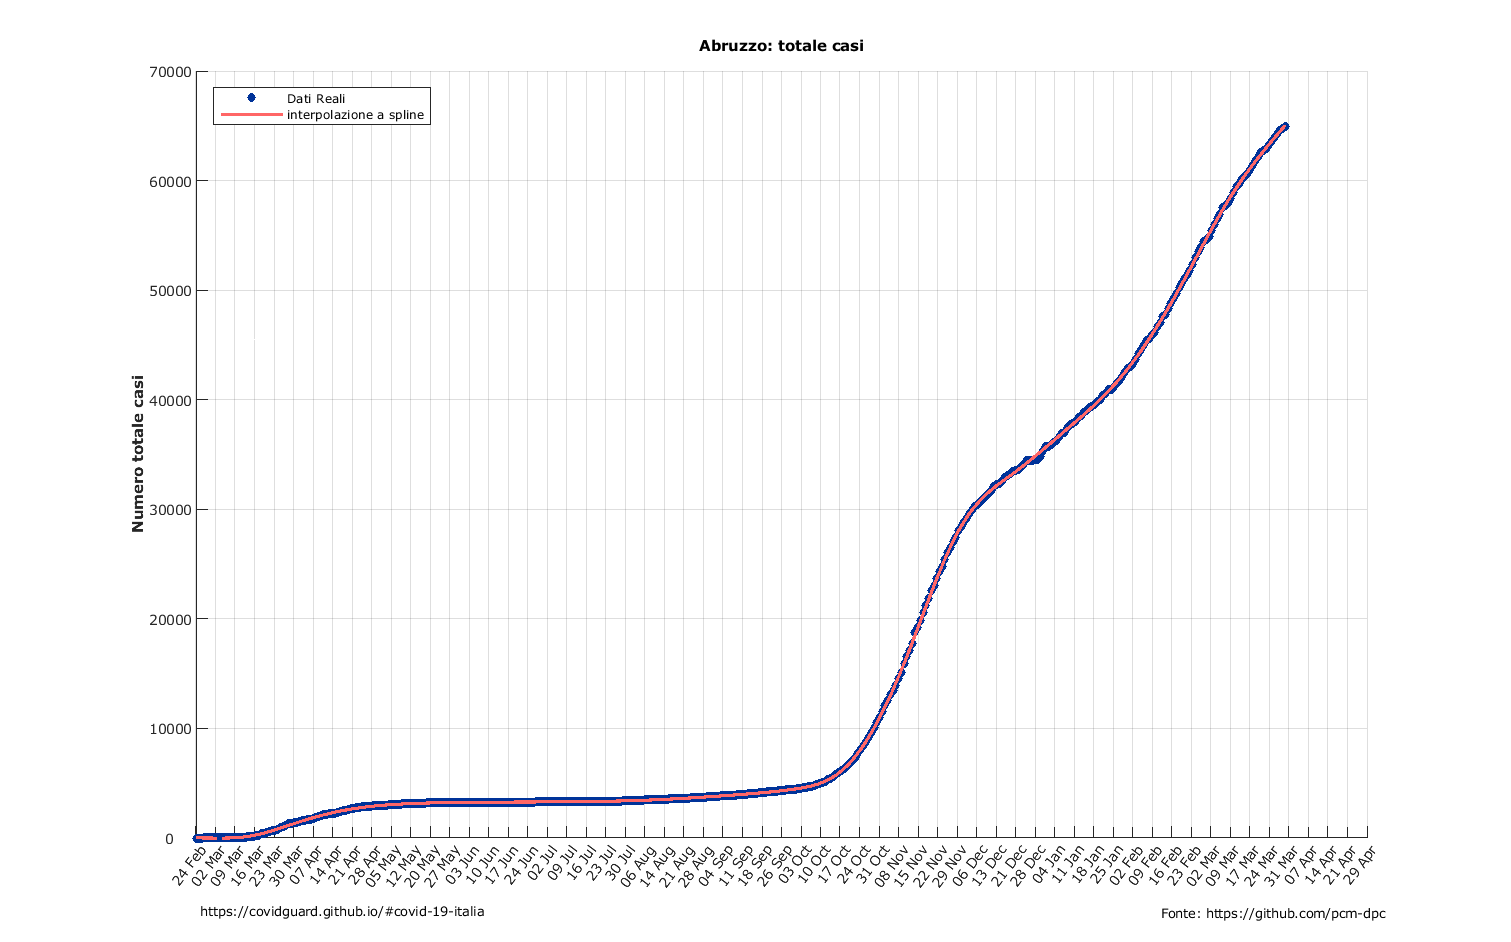 Abruzzo: totale casi
Dati Reali
interpolazione a spline
Numero totale casi
70000
60000
50000
40000
30000
20000
10000
0
24 Feb
02 Mar
09 Mar
16 Mar
23 Mar
30 Mar
07 Apr
14 Apr
21 Apr
28 Apr
05 May
12 May
20 May
27 May
03 Jun
10 Jun
17 Jun
24 Jun
02 Jul
09 Jul
16 Jul
23 Jul
30 Jul
06 Aug
14 Aug
21 Aug
28 Aug
04 Sep
11 Sep
18 Sep
26 Sep
03 Oct
10 Oct
17 Oct
24 Oct
31 Oct
08 Nov
15 Nov
22 Nov
29 Nov
06 Dec
13 Dec
21 Dec
28 Dec
04 Jan
11 Jan
18 Jan
25 Jan
02 Feb
09 Feb
16 Feb
23 Feb
02 Mar
09 Mar
17 Mar
24 Mar
31 Mar
07 Apr
14 Apr
21 Apr
29 Apr
https://covidguard.github.io/#covid-19-italia
Fonte: https://github.com/pcm-dpc